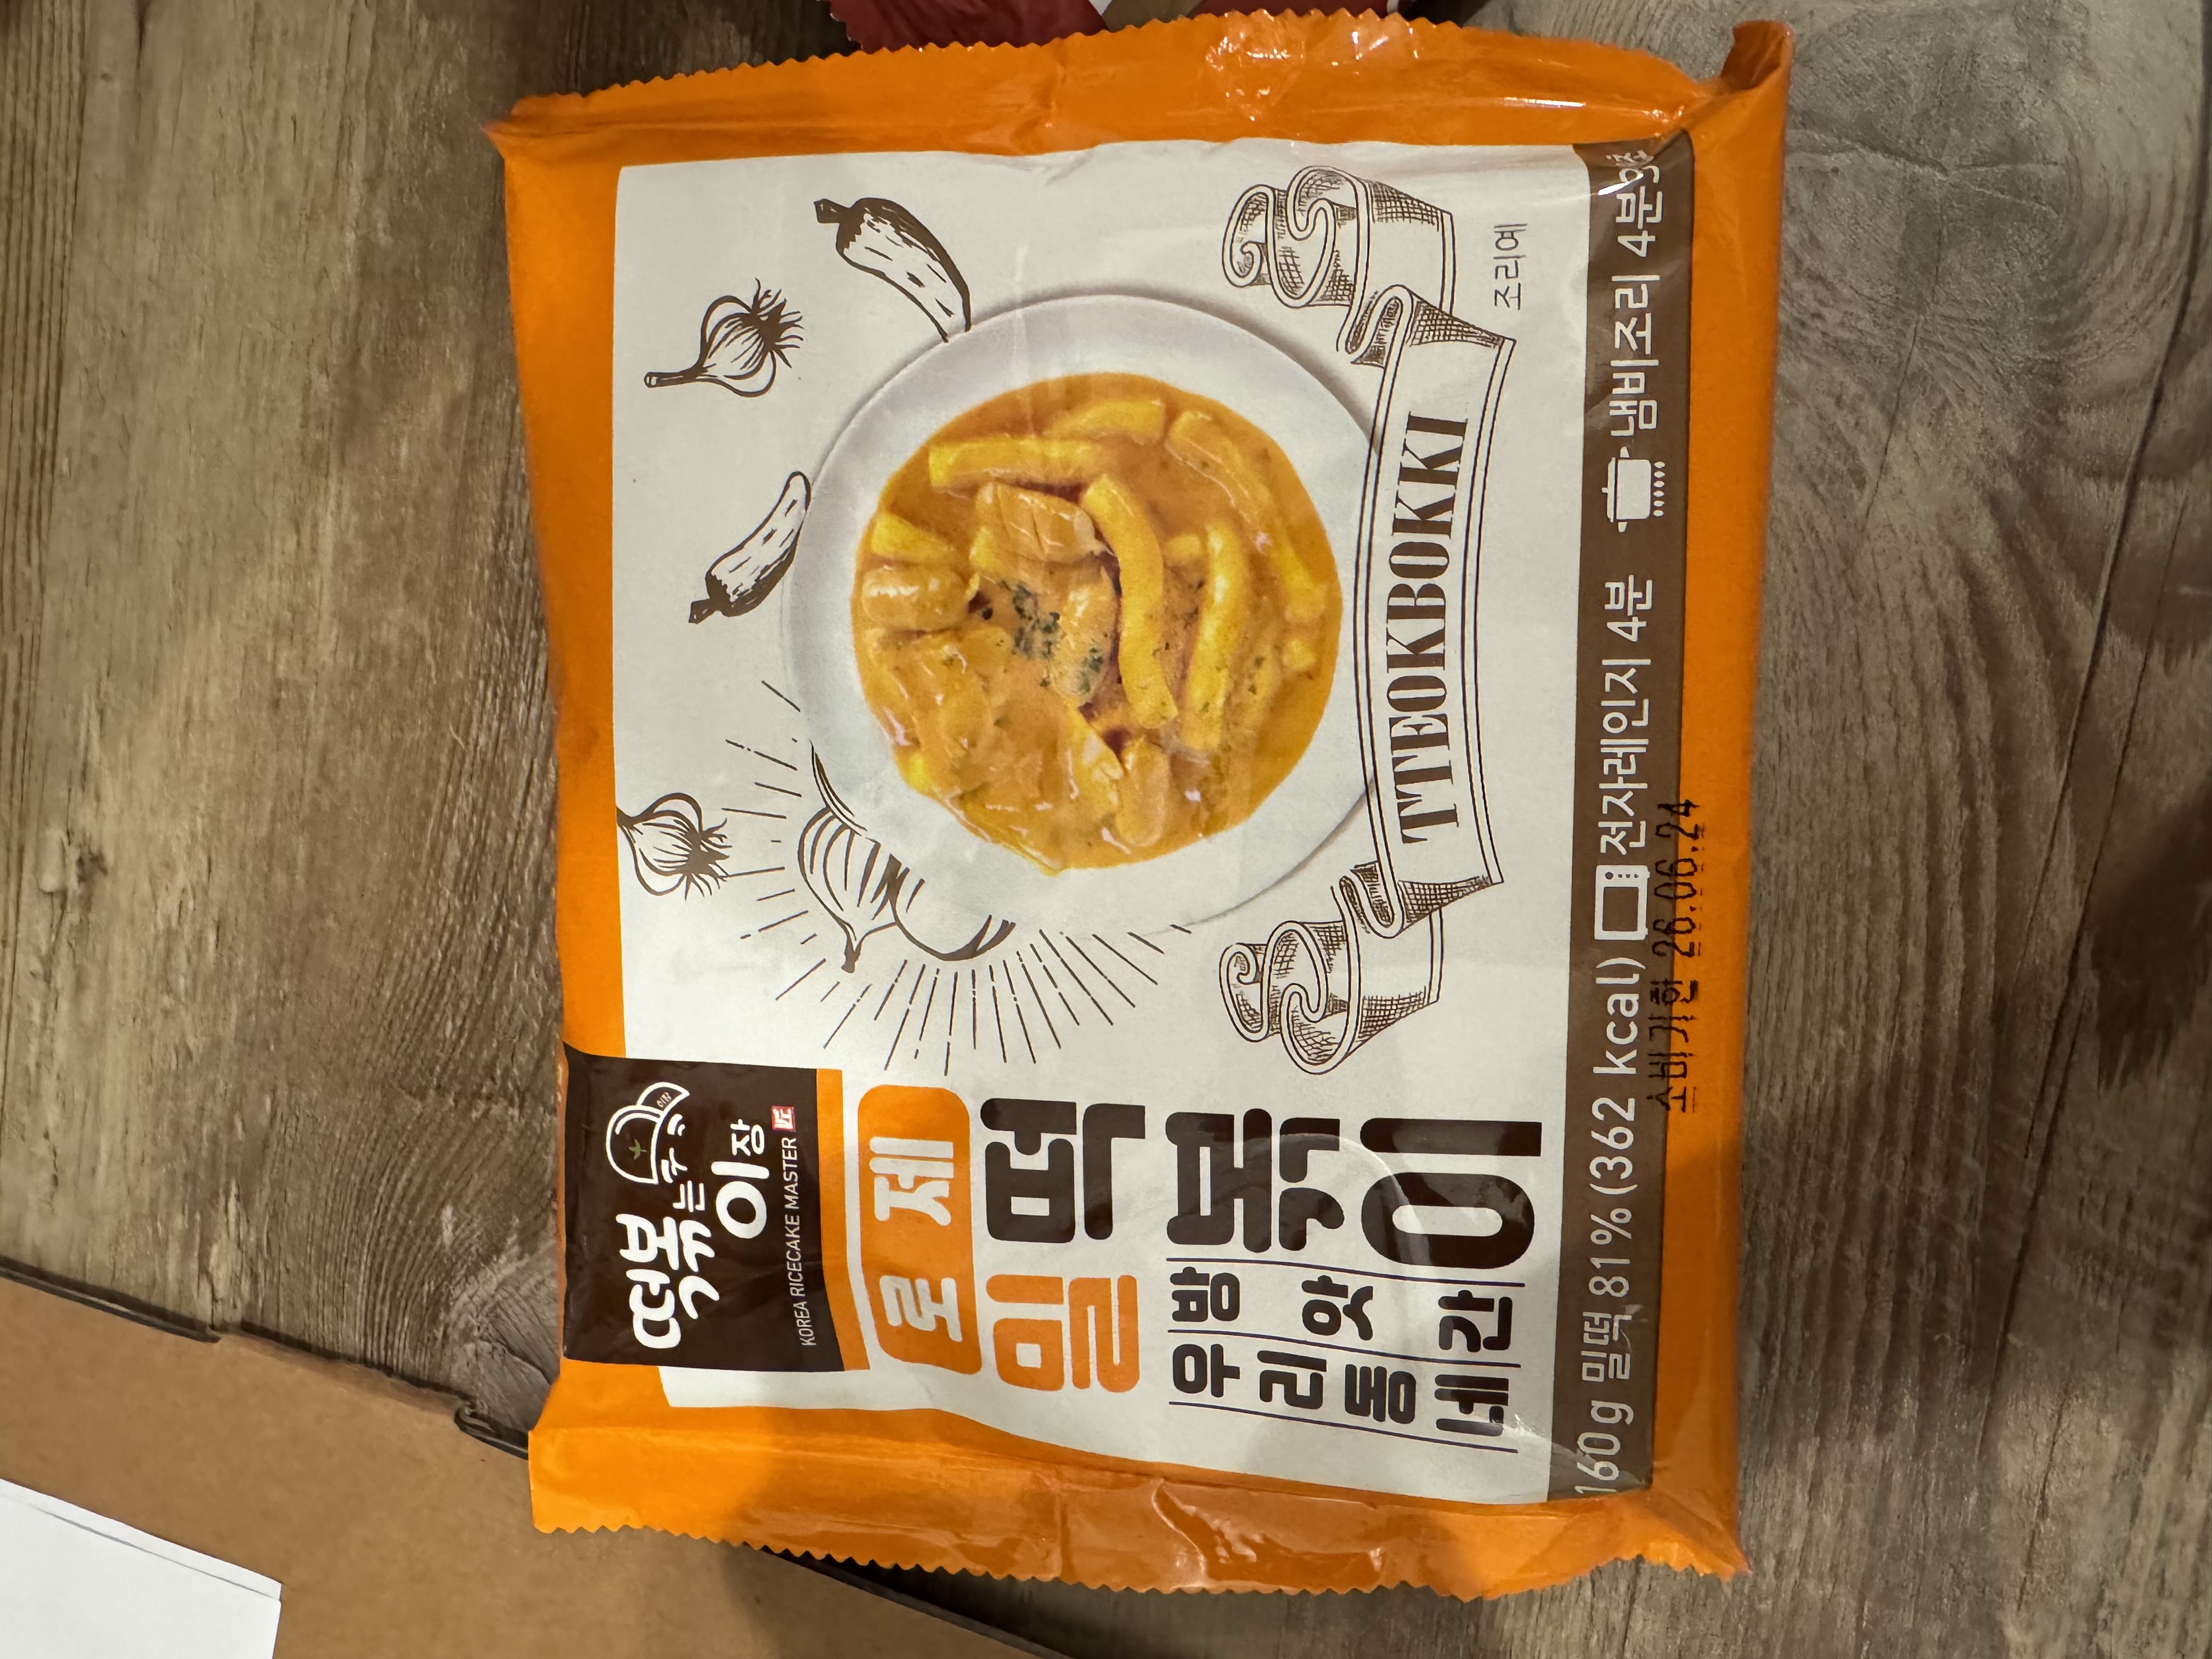 떡볶는
이장
KOREA RICECAKE MASTER 匠
로제
밀떡볶이
우리동네
방앗간
TTEOKBOKKI
조리예
160g 밀떡 81% (362 kcal) 전자레인지 4분 냄비조리 4분
소비기한 26.06.24